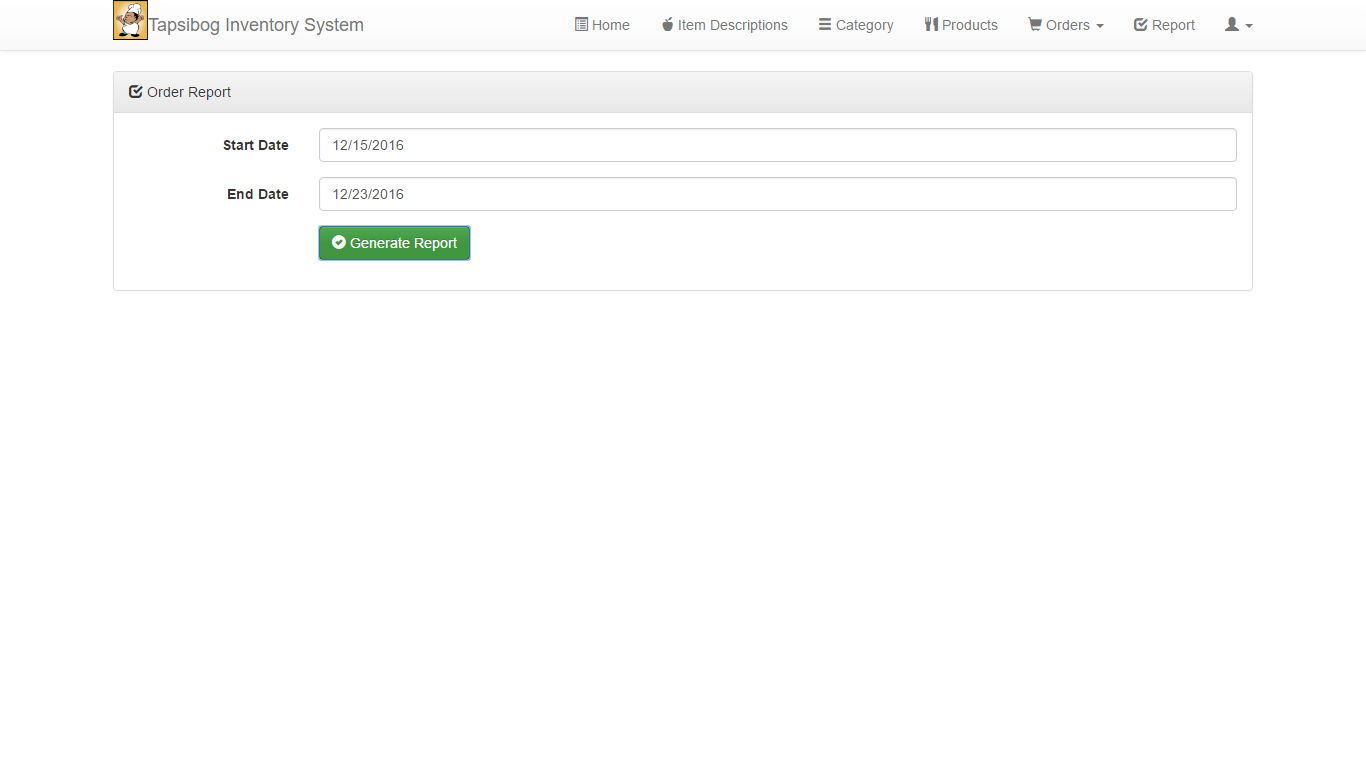 Tapsibog Inventory System Home Item Descriptions Category Products Orders Report
Order Report
Start Date 12/15/2016
End Date 12/23/2016
Generate Report